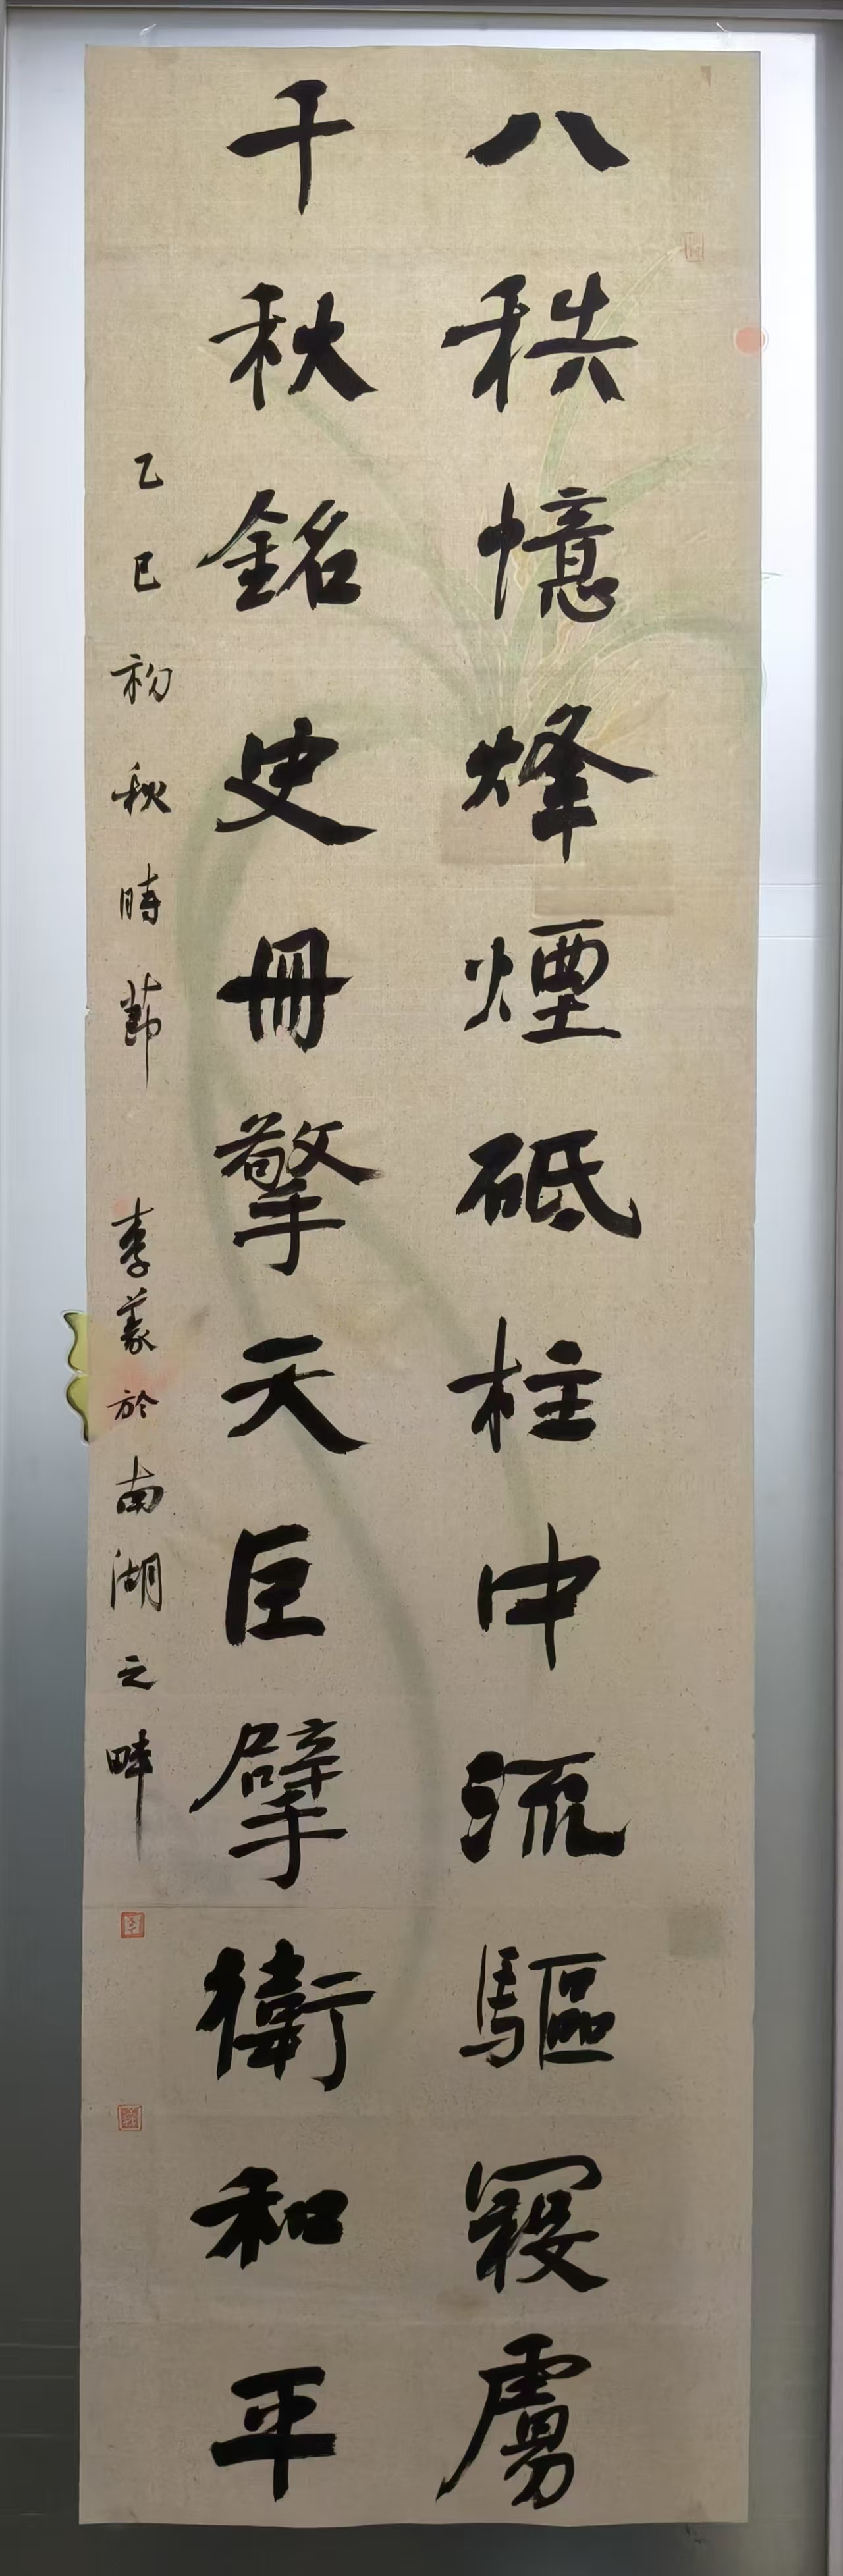 八秩憶烽煙砥柱中流驅寇虜
千秋銘史冊擎天巨擘衛和平
乙巳初秋時節 李義於南湖之畔